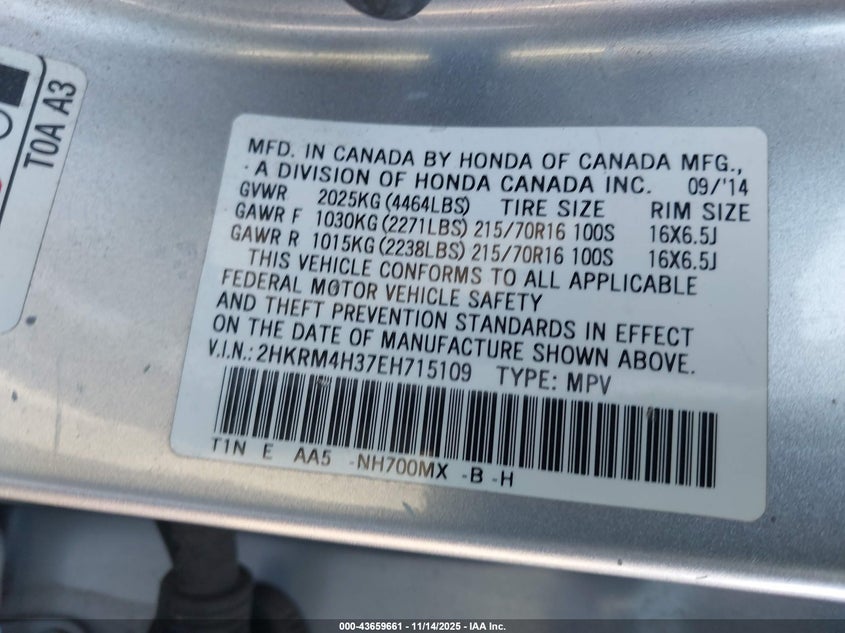 T0A A3
MFD. IN CANADA BY HONDA OF CANADA MFG.,
A DIVISION OF HONDA CANADA INC. 09/'14
GVWR 2025KG(4464LBS) TIRE SIZE RIM SIZE
GAWR F 1030KG(2271LBS) 215/70R16 100S 16X6.5J
GAWR R 1015KG(2238LBS) 215/70R16 100S 16X6.5J
THIS VEHICLE CONFORMS TO ALL APPLICABLE
FEDERAL MOTOR VEHICLE SAFETY
AND THEFT PREVENTION STANDARDS IN EFFECT
ON THE DATE OF MANUFACTURE SHOWN ABOVE.
V.I.N.: 2HKRM4H37EH715109 TYPE: MPV
T1N E AA5 -NH700MX -B -H
000-43659661 | 11/14/2025 - IAA Inc.